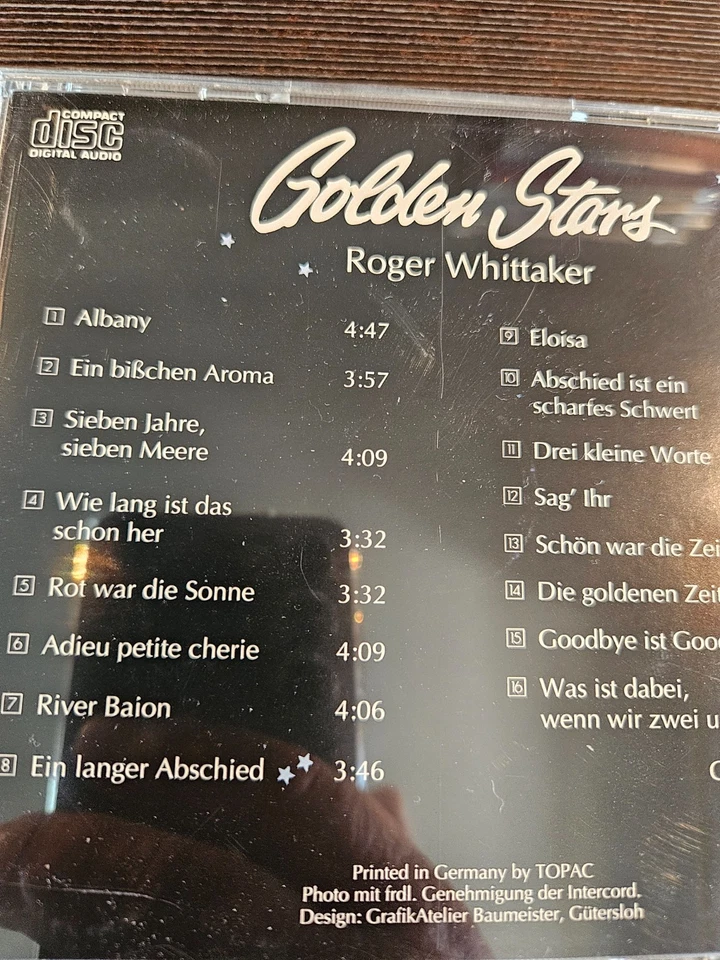 COMPACT
disc
DIGITAL AUDIO
Golden Stars
Roger Whittaker
1 Albany 4:47
2 Ein bißchen Aroma 3:57
3 Sieben Jahre,
sieben Meere 4:09
4 Wie lang ist das
schon her 3:32
5 Rot war die Sonne 3:32
6 Adieu petite cherie 4:09
7 River Baion 4:06
8 Ein langer Abschied 3:46
9 Eloisa
10 Abschied ist ein
scharfes Schwert
11 Drei kleine Worte
12 Sag' Ihr
13 Schön war die Zei
14 Die goldenen Zeit
15 Goodbye ist Goo
16 Was ist dabei,
wenn wir zwei u
Printed in Germany by TOPAC
Photo mit frdl. Genehmigung der Intercord.
Design: GrafikAtelier Baumeister, Gütersloh